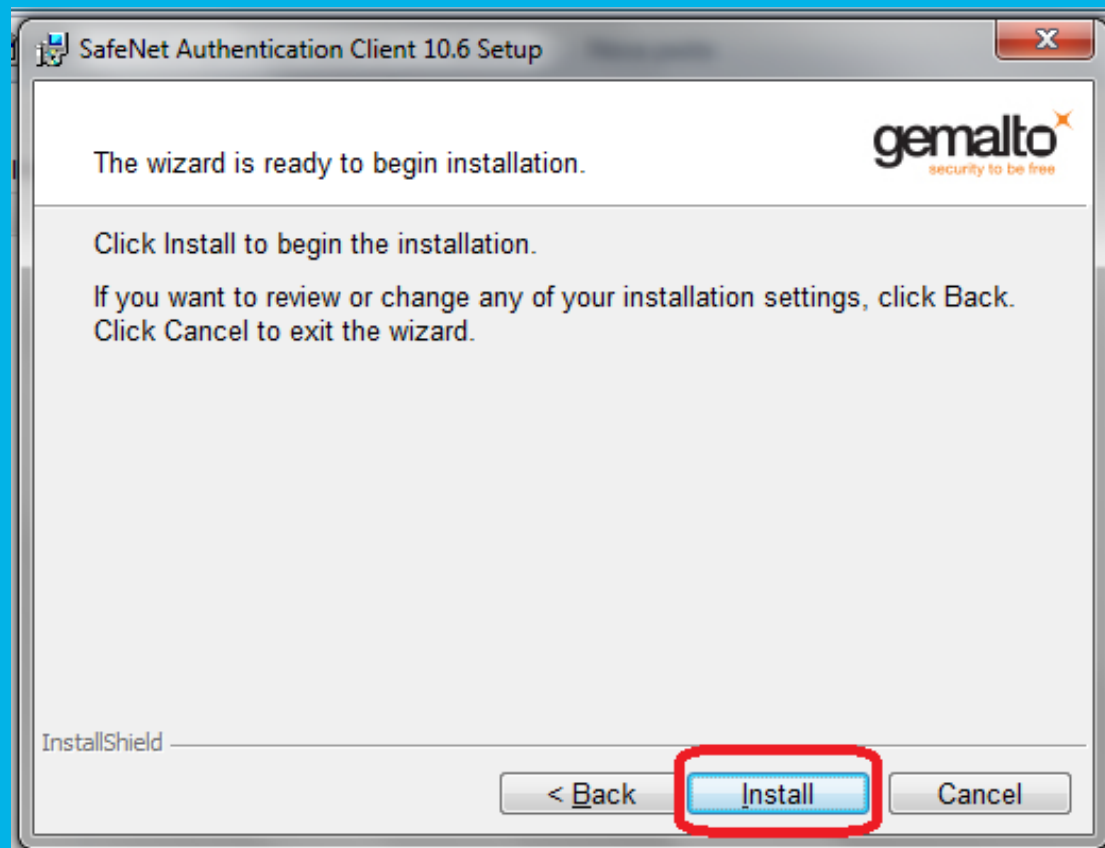 SafeNet Authentication Client 10.6 Setup
The wizard is ready to begin installation.
gemalto
security to be free
Click Install to begin the installation.
If you want to review or change any of your installation settings, click Back.
Click Cancel to exit the wizard.
InstallShield
< Back
Install
Cancel